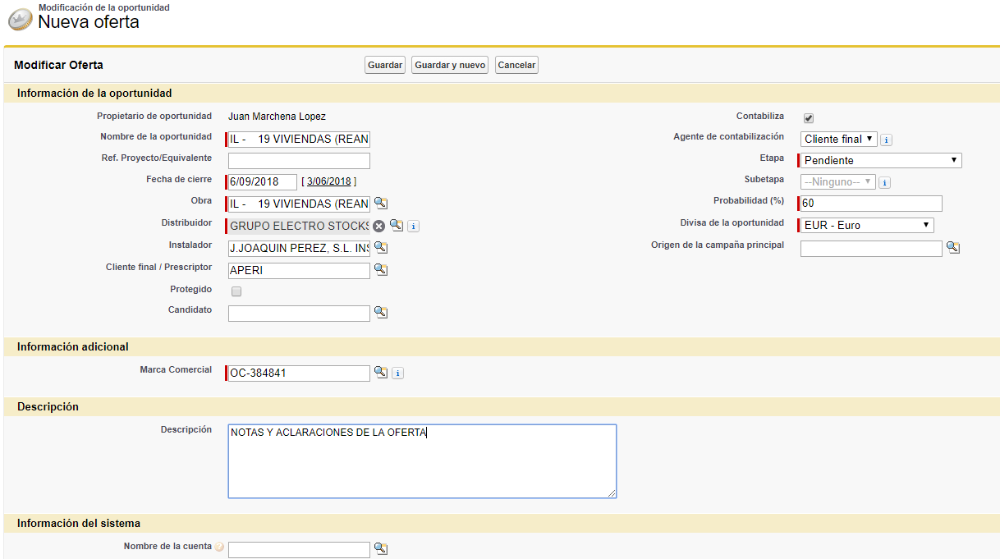 Modificación de la oportunidad
Nueva oferta
Modificar Oferta
Guardar
Guardar y nuevo
Cancelar
Información de la oportunidad
Propietario de oportunidad Juan Marchena Lopez
Contabiliza
Nombre de la oportunidad IL - 19 VIVIENDAS (REAN
Agente de contabilización Cliente final
Ref. Proyecto/Equivalente
Etapa Pendiente
Fecha de cierre 6/09/2018 [ 3/06/2018 ]
Subetapa --Ninguno--
Obra IL - 19 VIVIENDAS (REAN
Probabilidad (%) 60
Distribuidor GRUPO ELECTRO STOCKS
Divisa de la oportunidad EUR - Euro
Instalador J.JOAQUIN PEREZ, S.L. INS
Origen de la campaña principal
Cliente final / Prescriptor APERI
Protegido
Candidato
Información adicional
Marca Comercial OC-384841
Descripción
Descripción NOTAS Y ACLARACIONES DE LA OFERTA
Información del sistema
Nombre de la cuenta